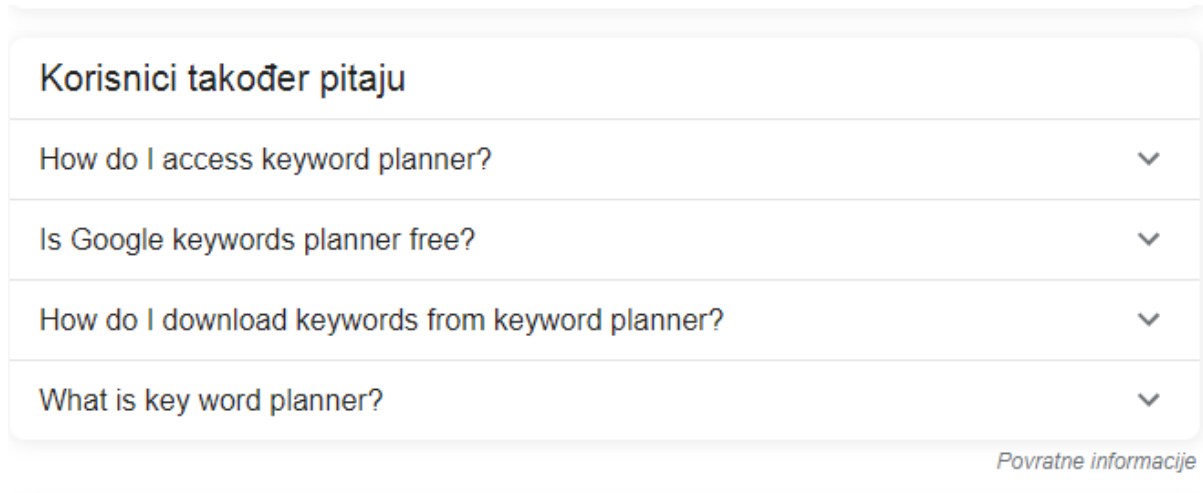 Korisnici također pitaju
How do I access keyword planner?
Is Google keywords planner free?
How do I download keywords from keyword planner?
What is key word planner?
Povratne informacije